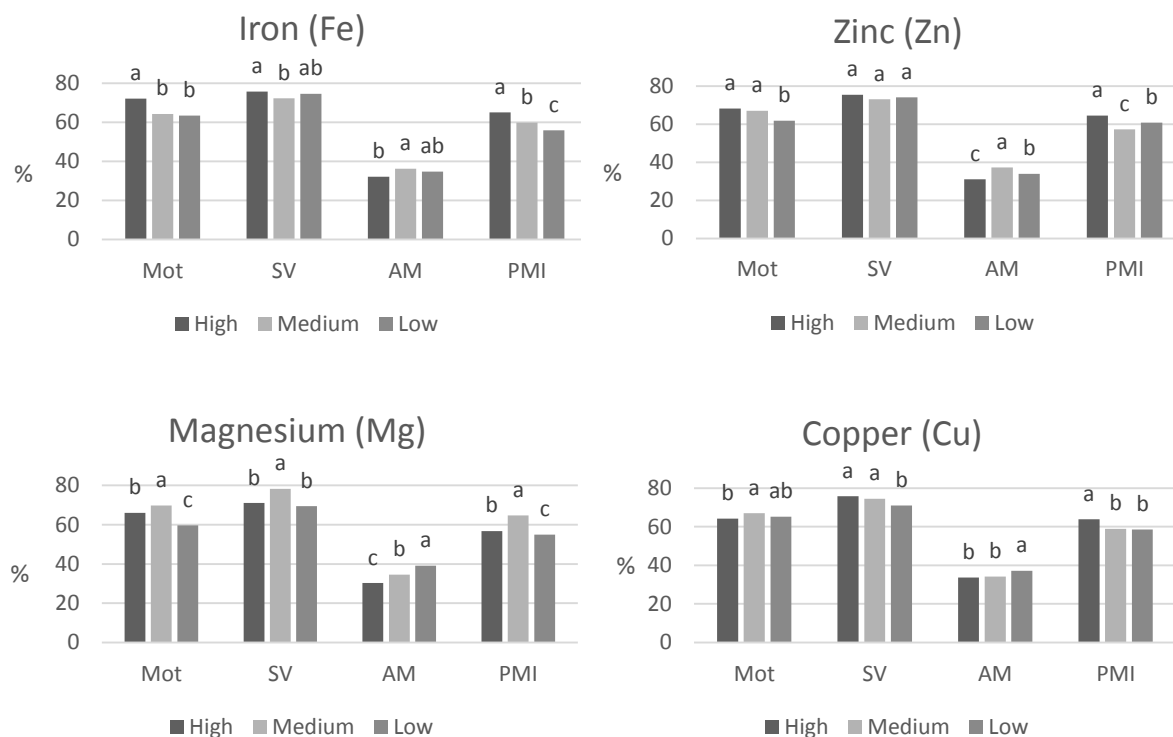 Iron (Fe)
a b b a b ab b a ab a b c
80
60
40
20
0
%
Mot SV AM PMI
High Medium Low
Zinc (Zn)
a a b a a a c a b a c b
80
60
40
20
0
%
Mot SV AM PMI
High Medium Low
Magnesium (Mg)
b a c b a b c b a b a c
80
60
40
20
0
%
Mot SV AM PMI
High Medium Low
Copper (Cu)
b a ab a a b b b a a b b
80
60
40
20
0
%
Mot SV AM PMI
High Medium Low